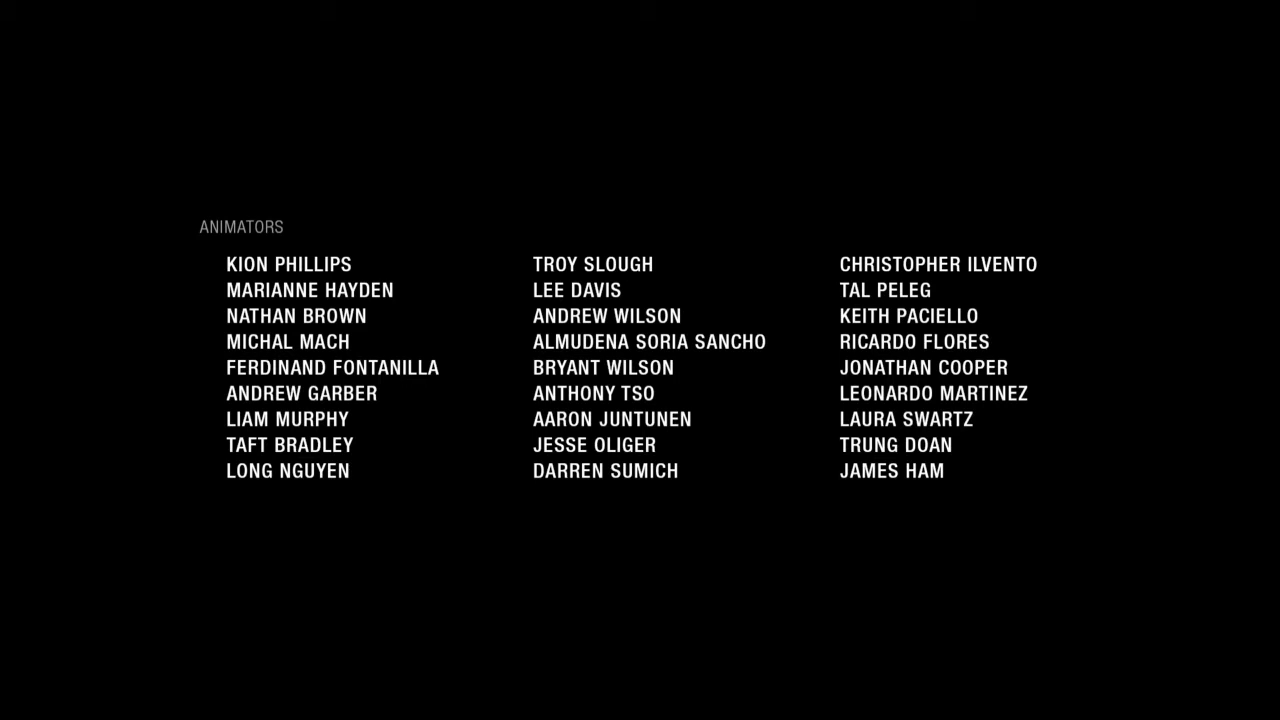 ANIMATORS
KION PHILLIPS
MARIANNE HAYDEN
NATHAN BROWN
MICHAL MACH
FERDINAND FONTANILLA
ANDREW GARBER
LIAM MURPHY
TAFT BRADLEY
LONG NGUYEN
TROY SLOUGH
LEE DAVIS
ANDREW WILSON
ALMUDENA SORIA SANCHO
BRYANT WILSON
ANTHONY TSO
AARON JUNTUNEN
JESSE OLIGER
DARREN SUMICH
CHRISTOPHER ILVENTO
TAL PELEG
KEITH PACIELLO
RICARDO FLORES
JONATHAN COOPER
LEONARDO MARTINEZ
LAURA SWARTZ
TRUNG DOAN
JAMES HAM